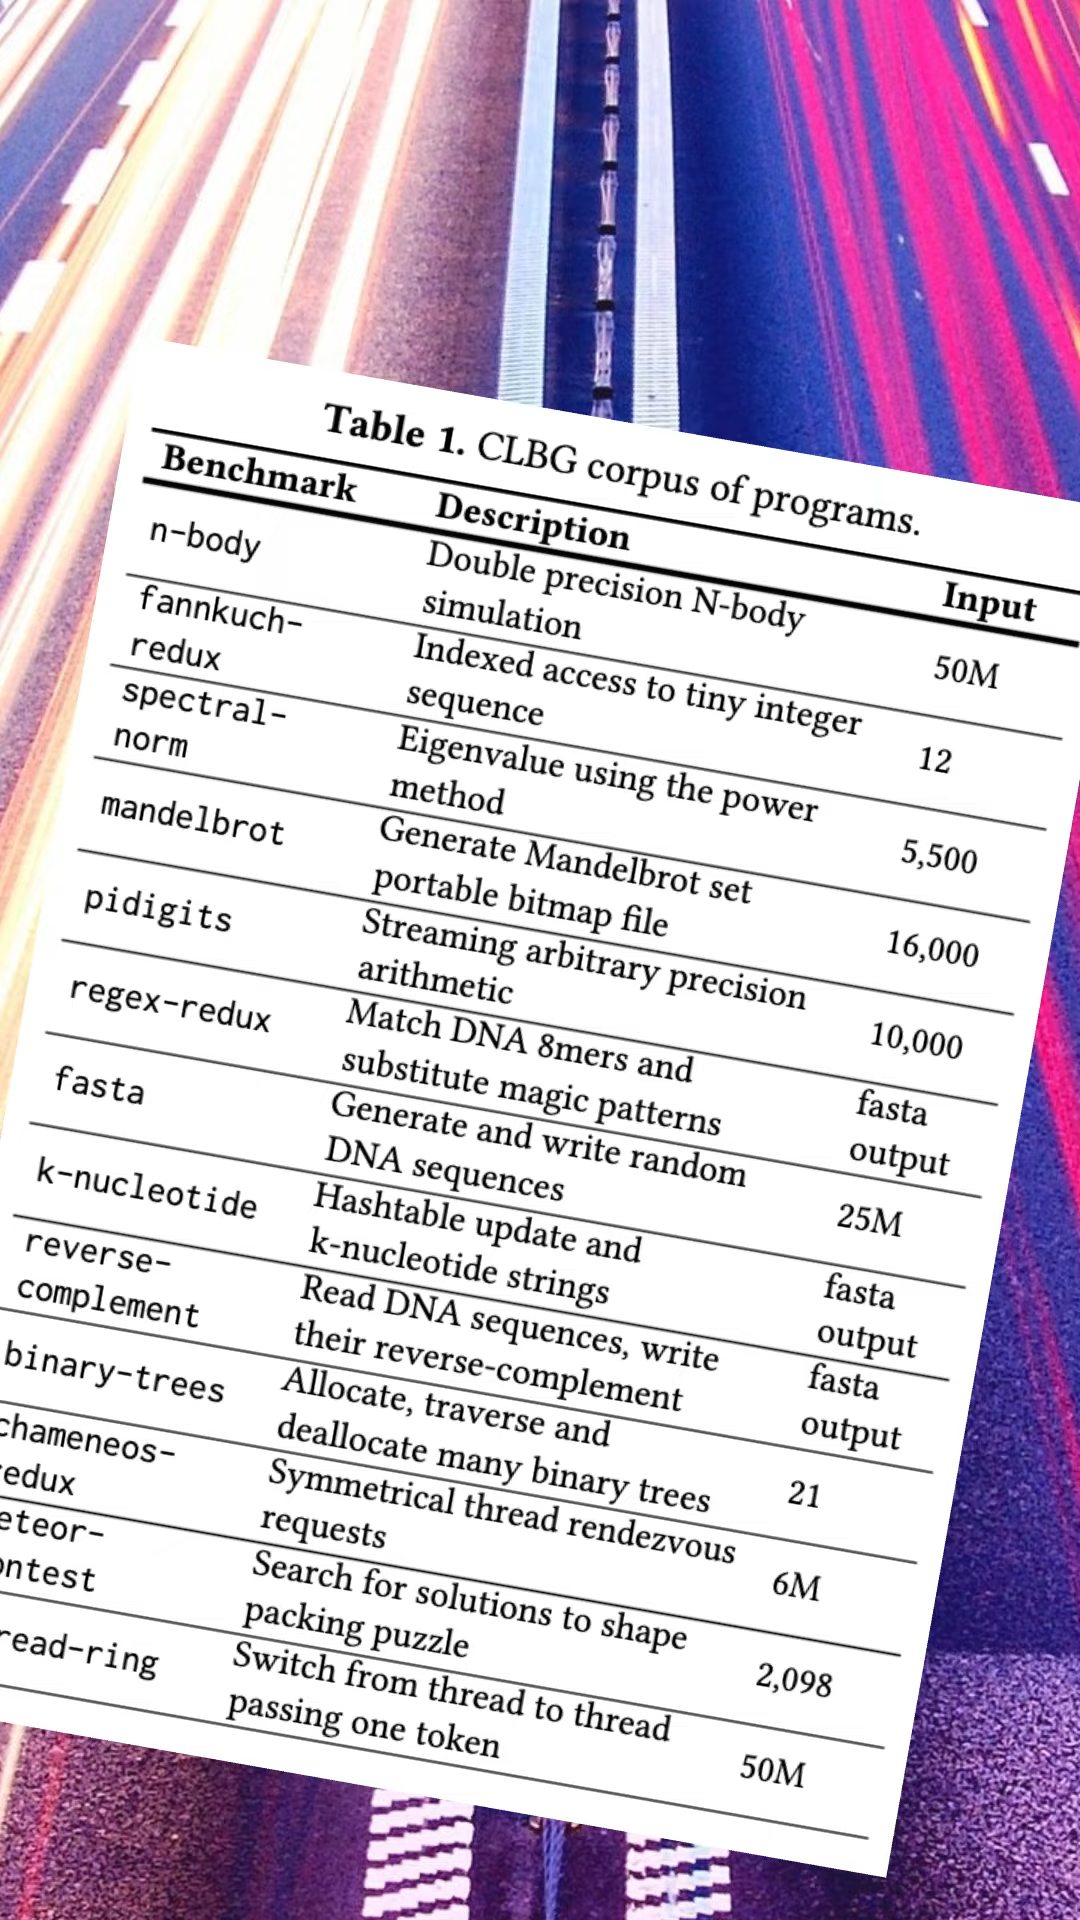 Table 1. CLBG corpus of programs.
Benchmark Description Input
n-body Double precision N-body simulation 50M
fannkuch-
redux Indexed access to tiny integer
sequence 12
spectral-
norm Eigenvalue using the power
method 5,500
mandelbrot Generate Mandelbrot set
portable bitmap file 16,000
pidigits Streaming arbitrary precision
arithmetic 10,000
regex-redux Match DNA 8mers and
substitute magic patterns fasta
output
fasta Generate and write random
DNA sequences 25M
k-nucleotide Hashtable update and
k-nucleotide strings fasta
output
reverse-
complement Read DNA sequences, write
their reverse-complement fasta
output
binary-trees Allocate, traverse and
deallocate many binary trees 21
chameneos-
redux Symmetrical thread rendezvous
requests 6M
eteor-
ontest Search for solutions to shape
packing puzzle 2,098
read-ring Switch from thread to thread
passing one token 50M